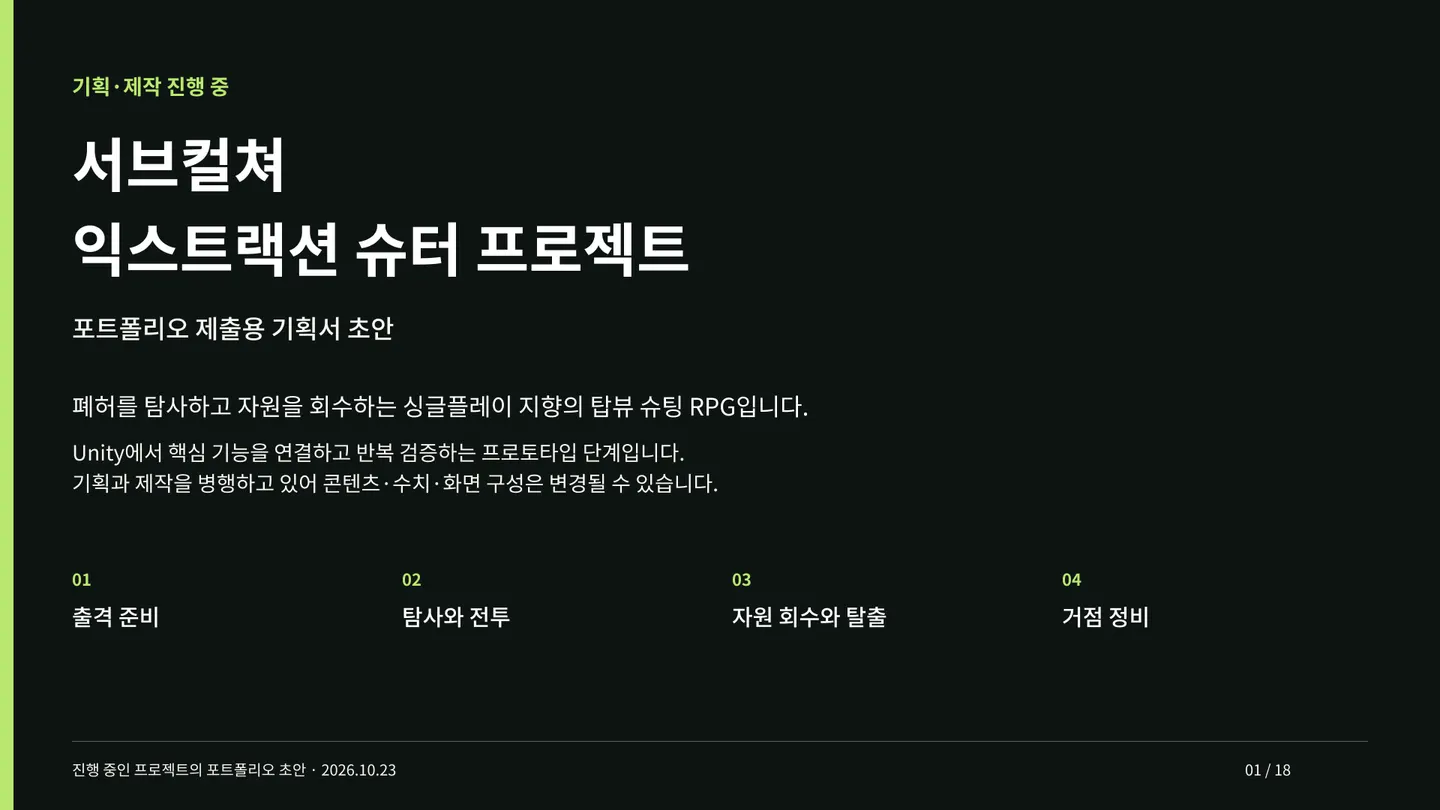 기획·제작 진행 중
서브컬쳐
익스트랙션 슈터 프로젝트
포트폴리오 제출용 기획서 초안
폐허를 탐사하고 자원을 회수하는 싱글플레이 지향의 탑뷰 슈팅 RPG입니다.
Unity에서 핵심 기능을 연결하고 반복 검증하는 프로토타입 단계입니다.
기획과 제작을 병행하고 있어 콘텐츠·수치·화면 구성은 변경될 수 있습니다.
01
출격 준비
02
탐사와 전투
03
자원 회수와 탈출
04
거점 정비
진행 중인 프로젝트의 포트폴리오 초안 · 2026.10.23
01 / 18